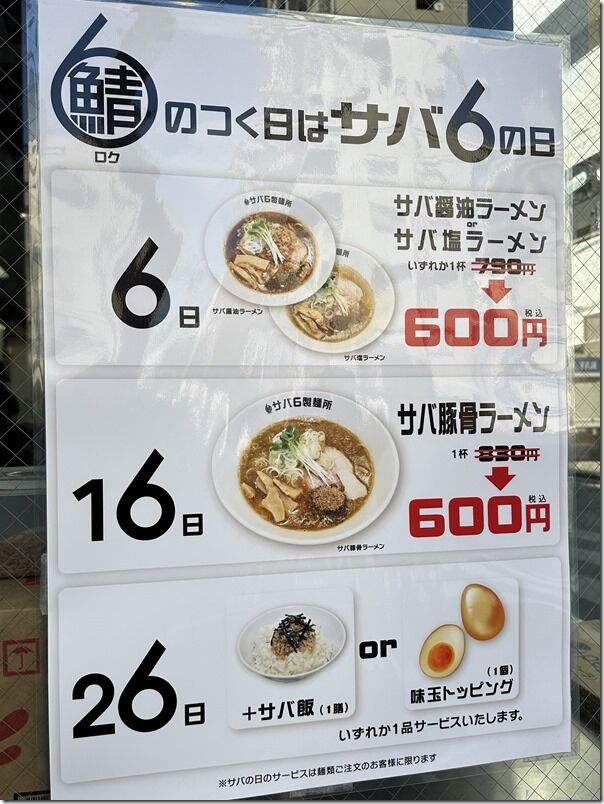 6鯖のつく日はサバ6の日
ロク
6日
サバ6製麺所
サバ醤油ラーメン
サバ塩ラーメン
サバ醤油ラーメン
or
サバ塩ラーメン
いずれか1杯 790円
税込
600円
16日
サバ6製麺所
サバ豚骨ラーメン
サバ豚骨ラーメン
1杯 830円
税込
600円
26日
+サバ飯(1膳)
or
(1個)
味玉トッピング
いずれか1品サービスいたします。
※サバの日のサービスは麺類ご注文のお客様に限ります